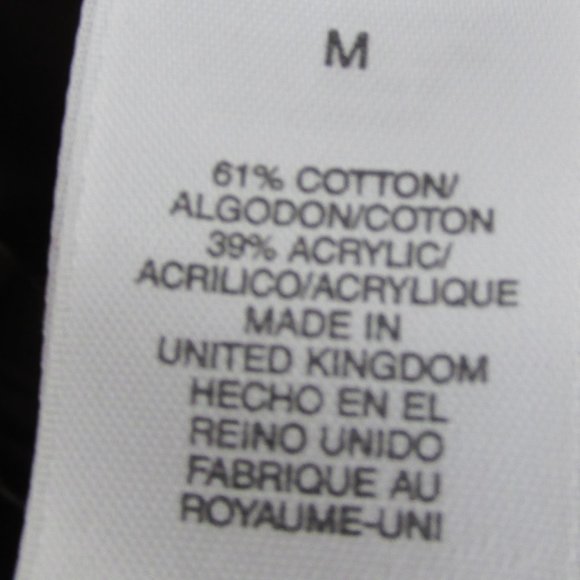 M
61% COTTON/
ALGODON/COTON
39% ACRYLIC/
ACRILICO/ACRYLIQUE
MADE IN
UNITED KINGDOM
HECHO EN EL
REINO UNIDO
FABRIQUE AU
ROYAUME-UNI